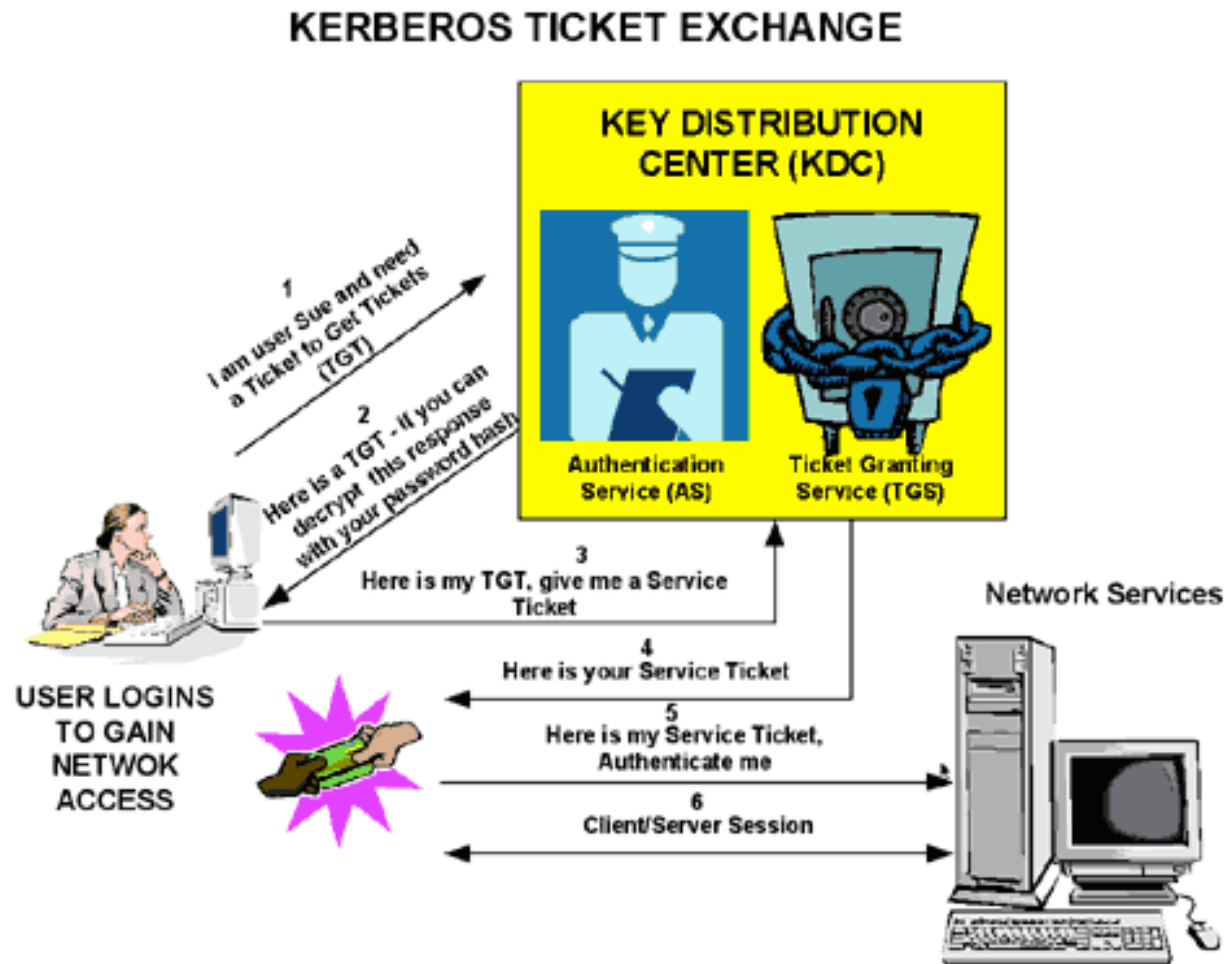 KERBEROS TICKET EXCHANGE
KEY DISTRIBUTION
CENTER (KDC)
Authentication
Service (AS)
Ticket Granting
Service (TGS)
1
I am user Sue and need
a Ticket to Get Tickets
(TGT)
2
Here is a TGT - if you can
decrypt this response
with your password hash
3
Here is my TGT, give me a Service
Ticket
4
Here is your Service Ticket
5
Here is my Service Ticket,
Authenticate me
6
Client/Server Session
Network Services
USER LOGINS
TO GAIN
NETWOK
ACCESS